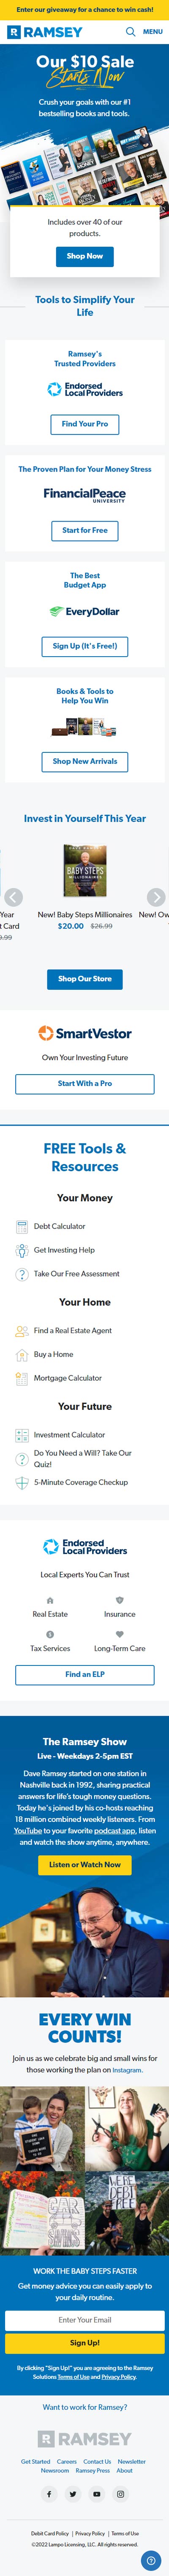 Enter our giveaway for a chance to win cash!
R RAMSEY
MENU
Our $10 Sale
Starts Now
Crush your goals with our #1
bestselling books and tools.
Includes over 40 of our
products.
Shop Now
Tools to Simplify Your
Life
Ramsey's
Trusted Providers
Endorsed
Local Providers
Find Your Pro
The Proven Plan for Your Money Stress
FinancialPeace
UNIVERSITY
Start for Free
The Best
Budget App
EveryDollar
Sign Up (It's Free!)
Books & Tools to
Help You Win
Shop New Arrivals
Invest in Yourself This Year
BABY STEPS
MILLIONAIRES
Year
t Card
9.99
New! Baby Steps Millionaires
$20.00 $26.99
New! Ow
Shop Our Store
SmartVestor
Own Your Investing Future
Start With a Pro
FREE Tools &
Resources
Your Money
Debt Calculator
Get Investing Help
Take Our Free Assessment
Your Home
Find a Real Estate Agent
Buy a Home
Mortgage Calculator
Your Future
Investment Calculator
Do You Need a Will? Take Our
Quiz!
5-Minute Coverage Checkup
Endorsed
Local Providers
Local Experts You Can Trust
Real Estate
Insurance
Tax Services
Long-Term Care
Find an ELP
The Ramsey Show
Live - Weekdays 2-5pm EST
Dave Ramsey started on one station in
Nashville back in 1992, sharing practical
answers for life's tough money questions.
Today he's joined by his co-hosts reaching
18 million combined weekly listeners. From
YouTube to your favorite podcast app, listen
and watch the show anytime, anywhere.
Listen or Watch Now
EVERY WIN
COUNTS!
Join us as we celebrate big and small wins for
those working the plan on Instagram.
WE'RE
DEBT
FREE
WORK THE BABY STEPS FASTER
Get money advice you can easily apply to
your daily routine.
Enter Your Email
Sign Up!
By clicking "Sign Up!" you are agreeing to the Ramsey
Solutions Terms of Use and Privacy Policy.
Want to work for Ramsey?
R RAMSEY
Get Started Careers Contact Us Newsletter
Newsroom Ramsey Press About
Debit Card Policy | Privacy Policy | Terms of Use
©2022 Lampo Licensing, LLC. All rights reserved.